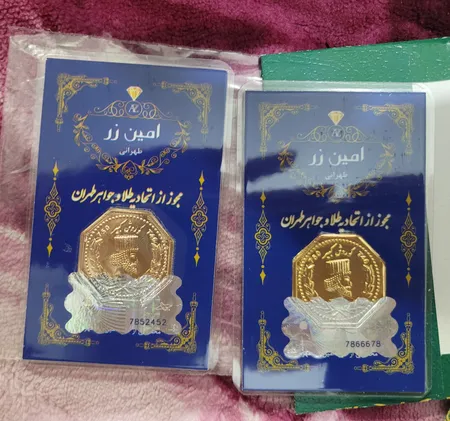 امین زر
طهرانی
مجوز از اتحادیه طلا و جواهر طهران
7852452
امین زر
طهرانی
مجوز از اتحادیه طلا و جواهر طهران
7866678